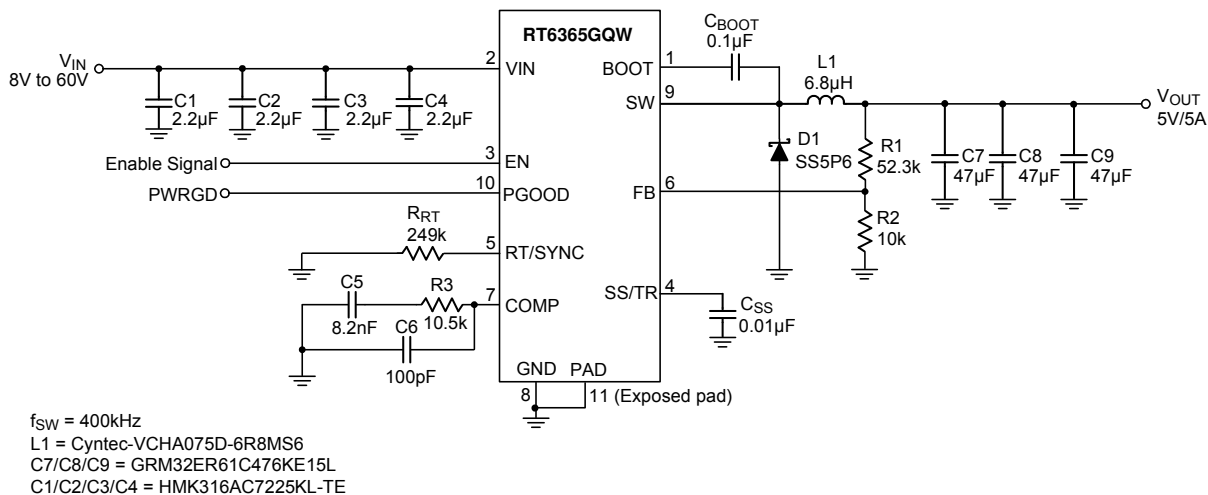 RT6365GQW
VIN
8V to 60V
C1
2.2µF
C2
2.2µF
C3
2.2µF
C4
2.2µF
2
VIN
Enable Signal
3
EN
PWRGD
10
PGOOD
RRT
249k
5
RT/SYNC
C5
8.2nF
R3
10.5k
7
COMP
C6
100pF
GND
8
PAD
11 (Exposed pad)
BOOT
1
CBOOT
0.1µF
SW
9
L1
6.8µH
D1
SS5P6
FB
6
R1
52.3k
R2
10k
C7
47µF
C8
47µF
C9
47µF
VOUT
5V/5A
SS/TR
4
CSS
0.01µF
fSW = 400kHz
L1 = Cyntec-VCHA075D-6R8MS6
C7/C8/C9 = GRM32ER61C476KE15L
C1/C2/C3/C4 = HMK316AC7225KL-TE